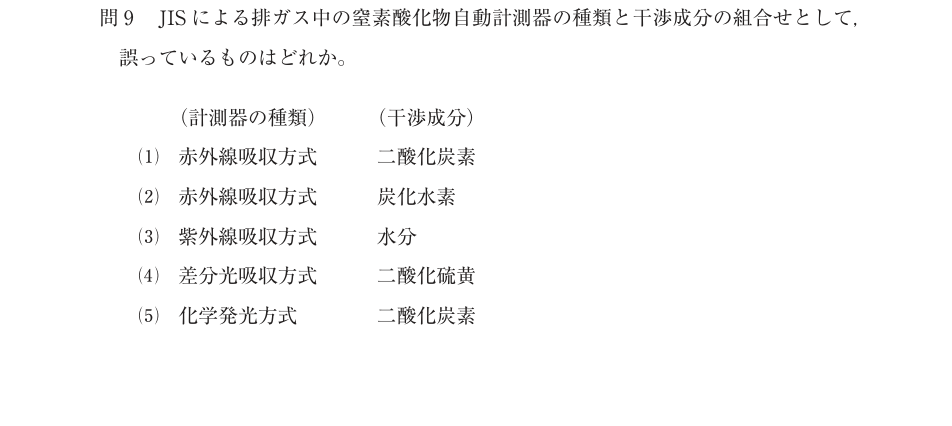 問9 JISによる排ガス中の窒素酸化物自動計測器の種類と干渉成分の組合せとして，
誤っているものはどれか。
（計測器の種類） （干渉成分）
(1) 赤外線吸収方式 二酸化炭素
(2) 赤外線吸収方式 炭化水素
(3) 紫外線吸収方式 水分
(4) 差分光吸収方式 二酸化硫黄
(5) 化学発光方式 二酸化炭素